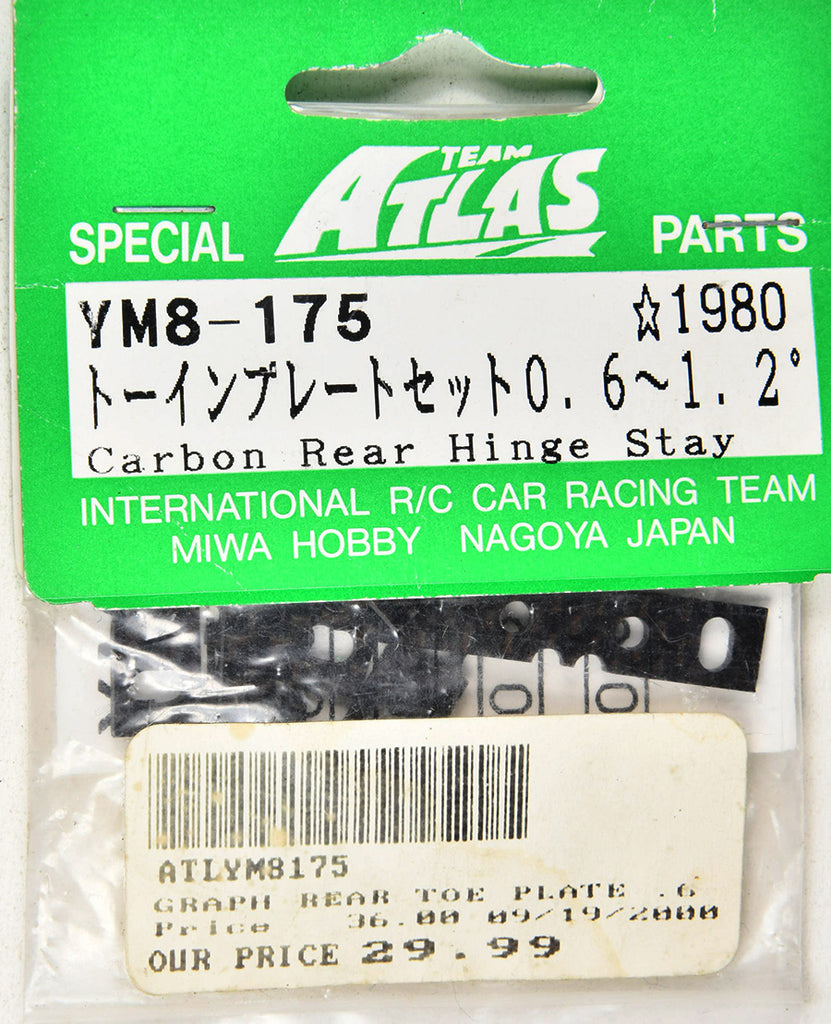 TEAM
ATLAS
SPECIAL PARTS
YM8-175 ☆1980
トーインプレートセット0.6～1.2°
Carbon Rear Hinge Stay
INTERNATIONAL R/C CAR RACING TEAM
MIWA HOBBY NAGOYA JAPAN
0 0
ATLYM8175
GRAPH REAR TOE PLATE .6
Price 36.00 09/19/2000
OUR PRICE 29.99